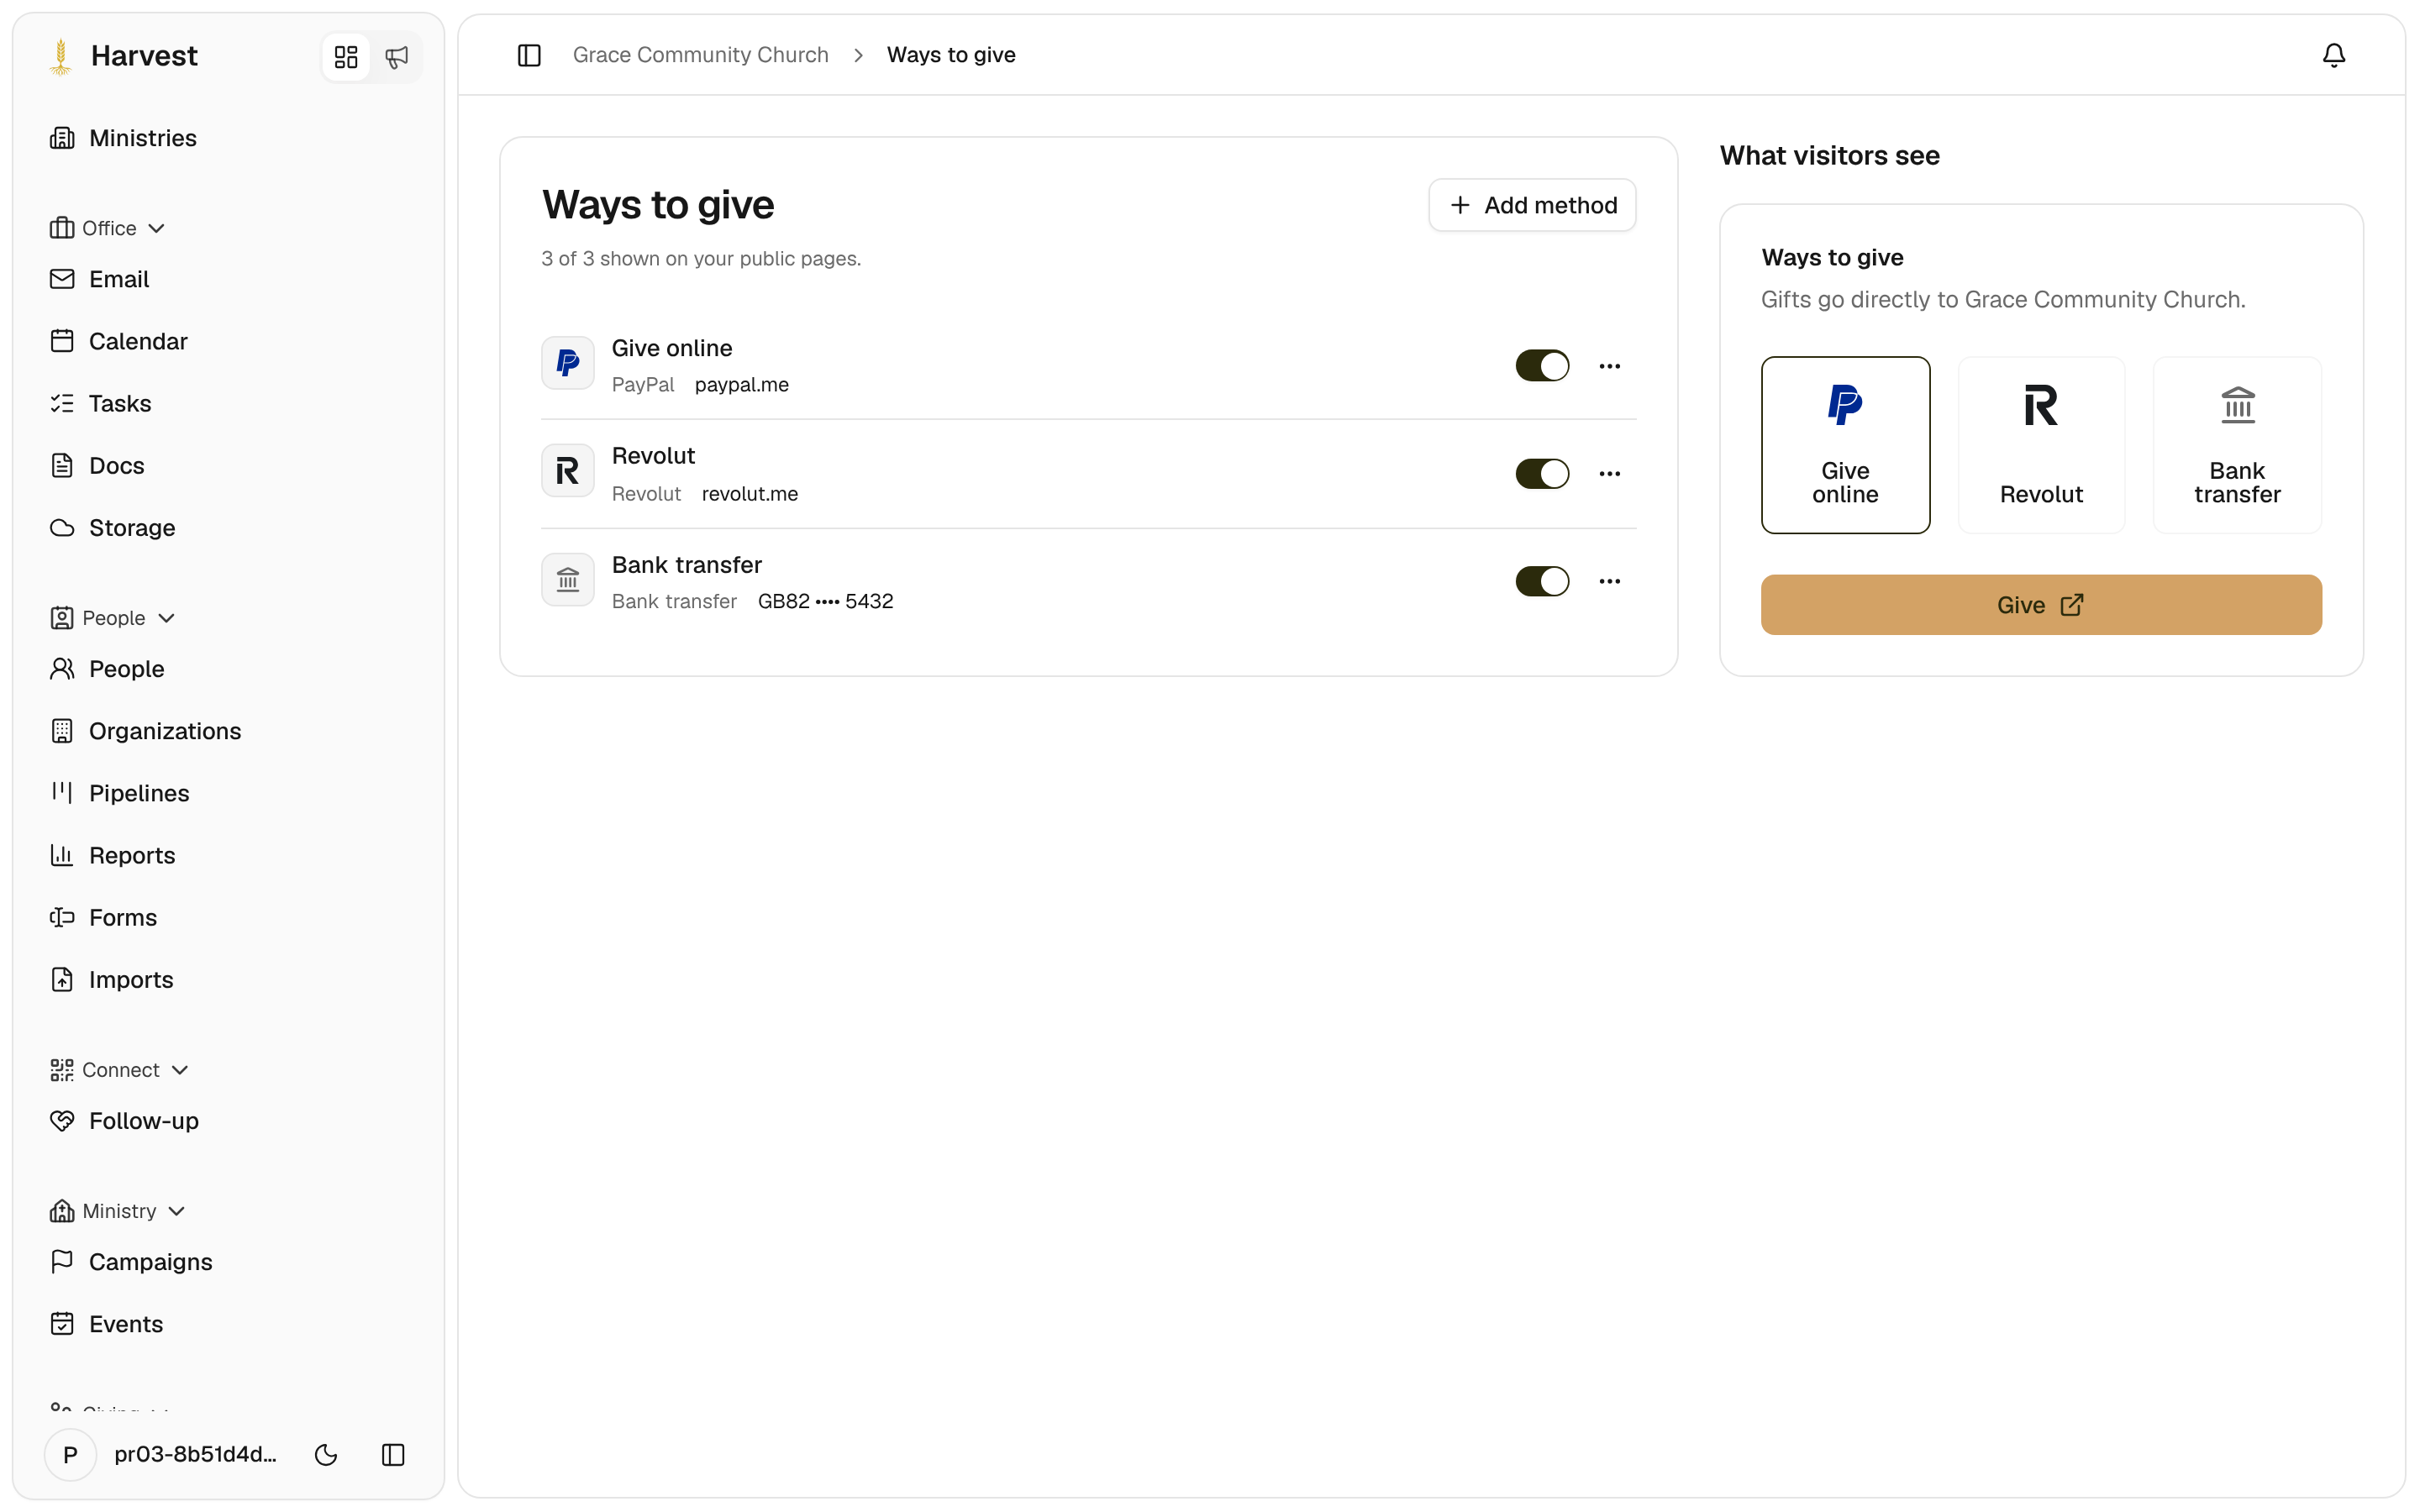 Harvest
Ministries
Office
Email
Calendar
Tasks
Docs
Storage
People
People
Organizations
Pipelines
Reports
Forms
Imports
Connect
Follow-up
Ministry
Campaigns
Events
P
pr03-8b51d4d...
Grace Community Church > Ways to give
Ways to give
+ Add method
3 of 3 shown on your public pages.
Give online
PayPal paypal.me
Revolut
Revolut revolut.me
Bank transfer
Bank transfer GB82 •••• 5432
What visitors see
Ways to give
Gifts go directly to Grace Community Church.
Give
online
Revolut
Bank
transfer
Give